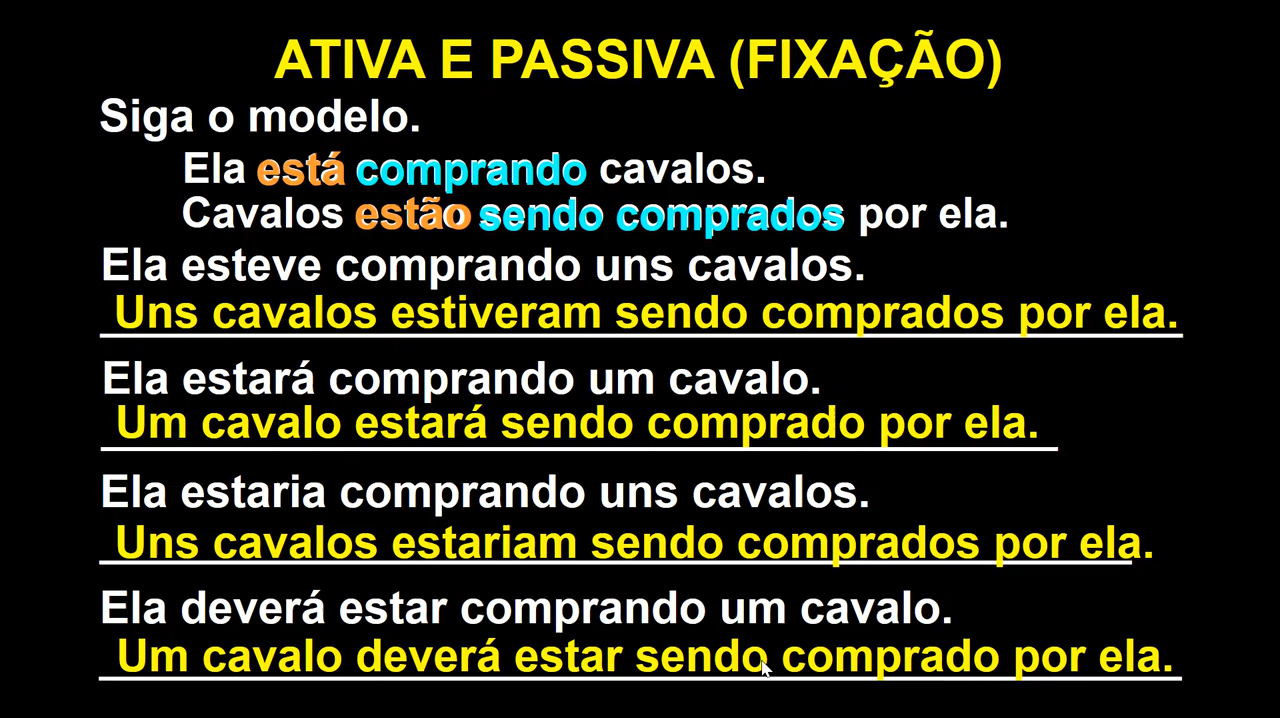 ATIVA E PASSIVA (FIXAÇÃO)
Siga o modelo.
Ela está comprando cavalos.
Cavalos estão sendo comprados por ela.
Ela esteve comprando uns cavalos.
Uns cavalos estiveram sendo comprados por ela.
Ela estará comprando um cavalo.
Um cavalo estará sendo comprado por ela.
Ela estaria comprando uns cavalos.
Uns cavalos estariam sendo comprados por ela.
Ela deverá estar comprando um cavalo.
Um cavalo deverá estar sendo comprado por ela.